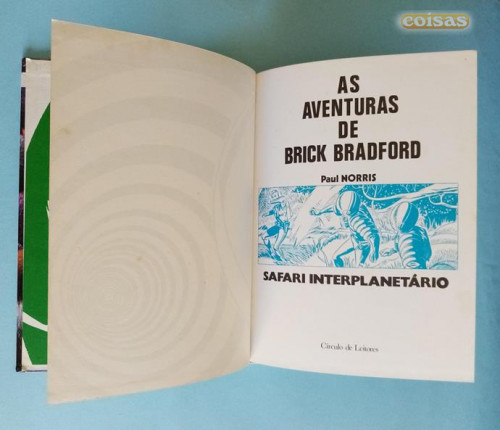 coisas
AS
AVENTURAS
DE
BRICK BRADFORD
Paul NORRIS
SAFARI INTERPLANETÁRIO
Círculo de Leitores